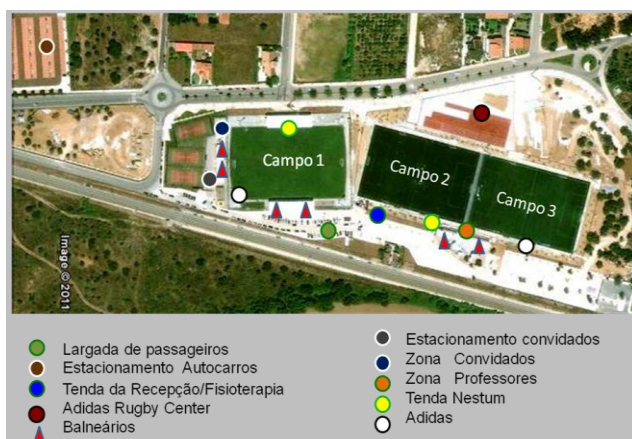 Campo 1
Campo 2
Campo 3
Image © 2011
Largada de passageiros
Estacionamento Autocarros
Tenda da Recepção/Fisioterapia
Adidas Rugby Center
Balneários
Estacionamento convidados
Zona Convidados
Zona Professores
Tenda Nestum
Adidas